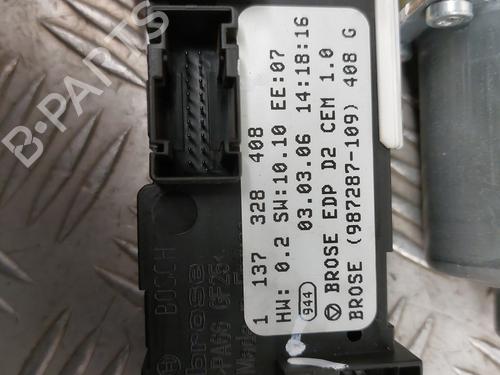 1 137 328 408
HW: 0.2 SW:10.10 EE:07
03.03.06 14:18:16
944 BROSE EDP D2 CEM 1.0
BROSE (987287-109) 408 G
BOSCH
brose